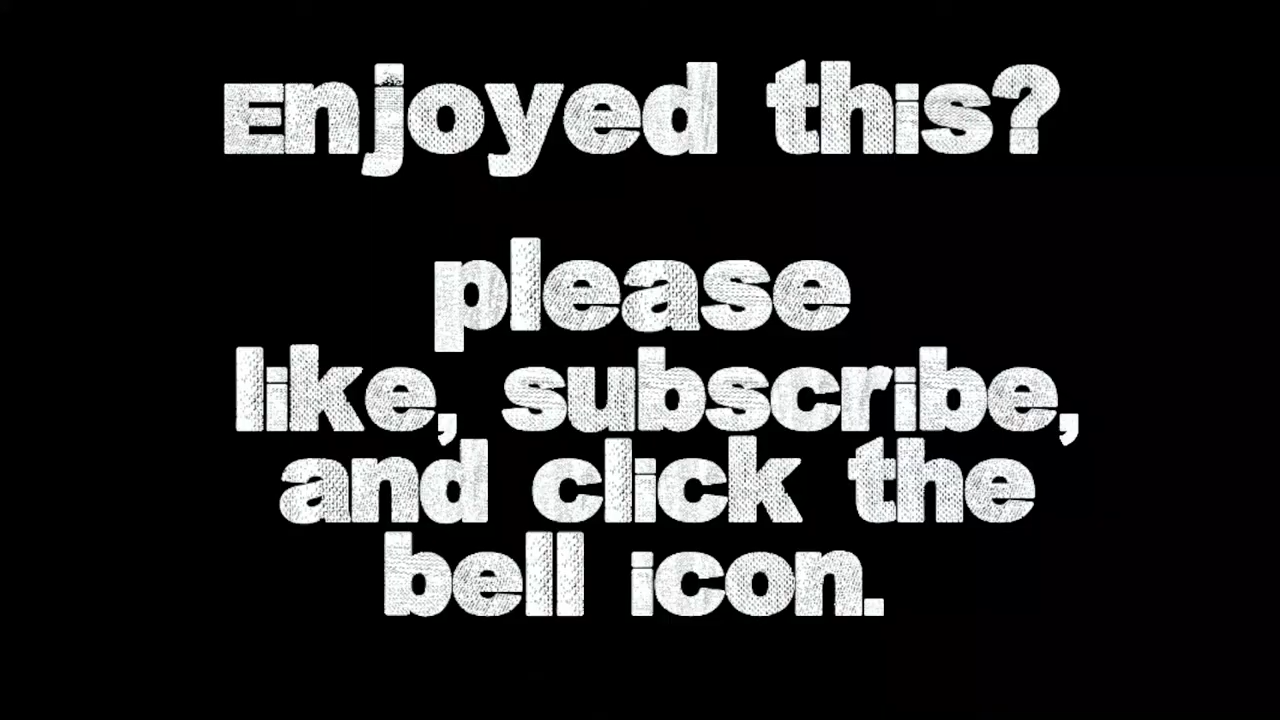 Enjoyed this?
please
like, subscribe,
and click the
bell icon.